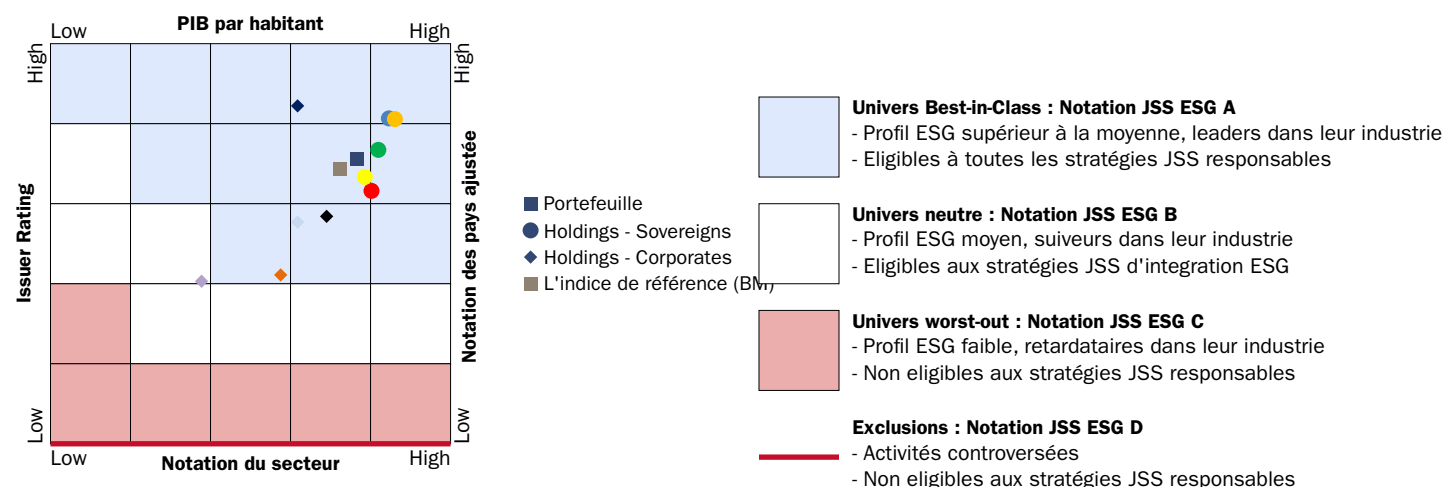 PIB par habitant
Low High
High
High
Issuer Rating
Notation des pays ajustée
Low
Low
Low High
Notation du secteur
Portefeuille
Holdings - Sovereigns
Holdings - Corporates
L'indice de référence (BM)
Univers Best-in-Class : Notation JSS ESG A
- Profil ESG supérieur à la moyenne, leaders dans leur industrie
- Eligibles à toutes les stratégies JSS responsables
Univers neutre : Notation JSS ESG B
- Profil ESG moyen, suiveurs dans leur industrie
- Eligibles aux stratégies JSS d'integration ESG
Univers worst-out : Notation JSS ESG C
- Profil ESG faible, retardataires dans leur industrie
- Non eligibles aux stratégies JSS responsables
Exclusions : Notation JSS ESG D
- Activités controversées
- Non eligibles aux stratégies JSS responsables